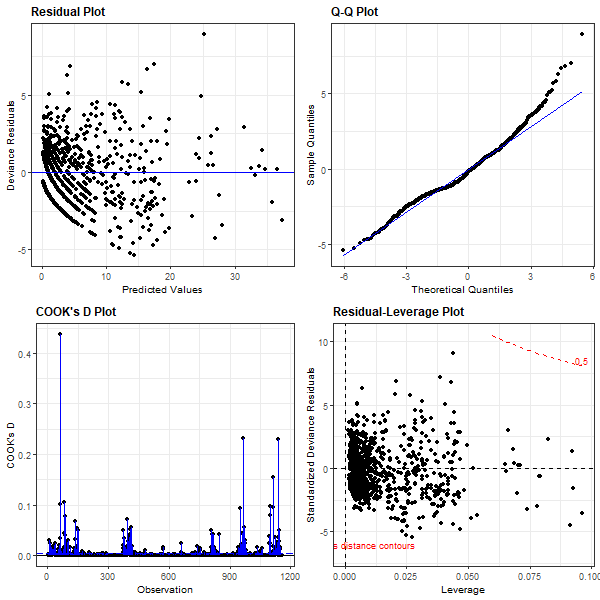 Residual Plot
Deviance Residuals
5
0
-5
0 10 20 30
Predicted Values
Q-Q Plot
Sample Quantiles
5
0
-5
-6 -3 0 3 6
Theoretical Quantiles
COOK's D Plot
COOK's D
0.4
0.3
0.2
0.1
0.0
0 300 600 900 1200
Observation
Residual-Leverage Plot
Standardized Deviance Residuals
10
5
0
-5
0.5
s distance contours
0.000 0.025 0.050 0.075 0.100
Leverage